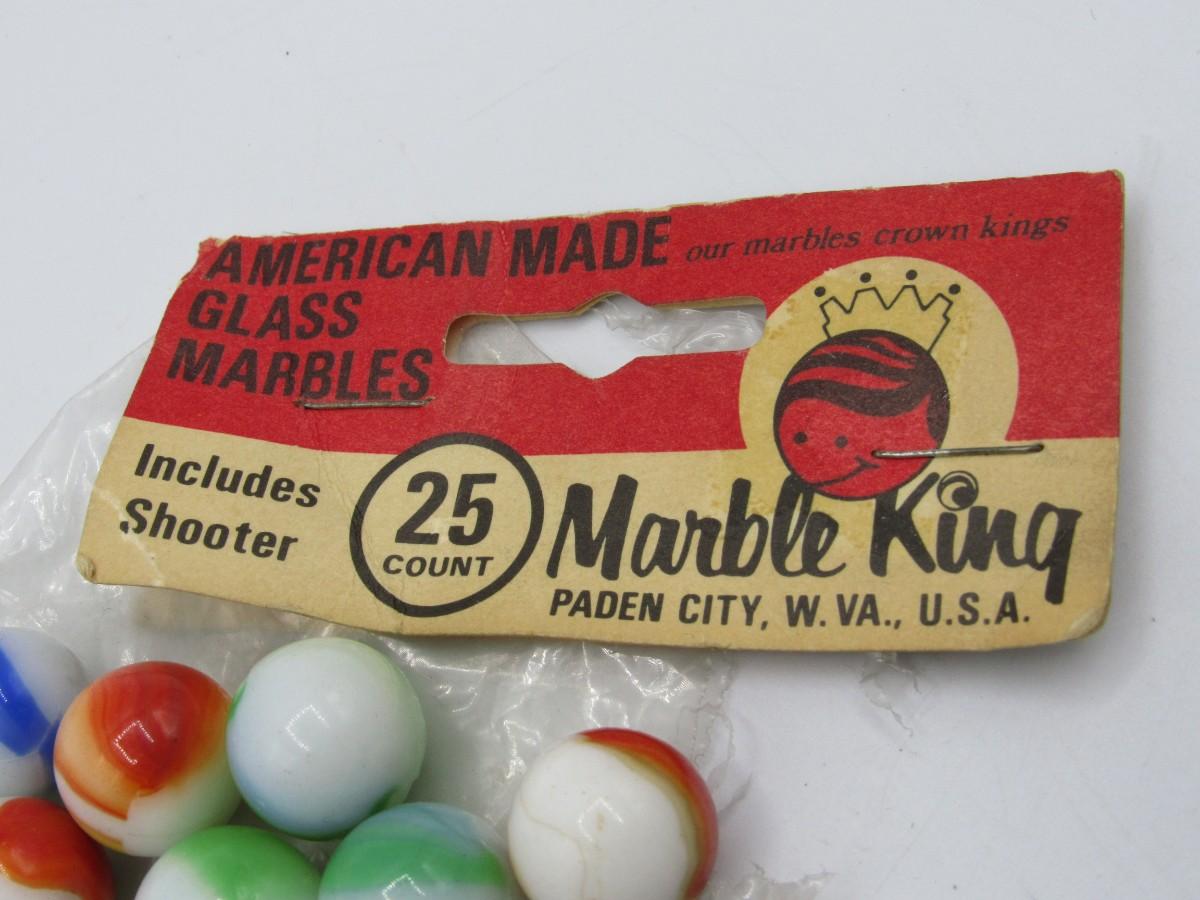 AMERICAN MADE
GLASS
MARBLES
our marbles crown kings
Includes
Shooter
25
COUNT
Marble King
PADEN CITY, W. VA., U.S.A.